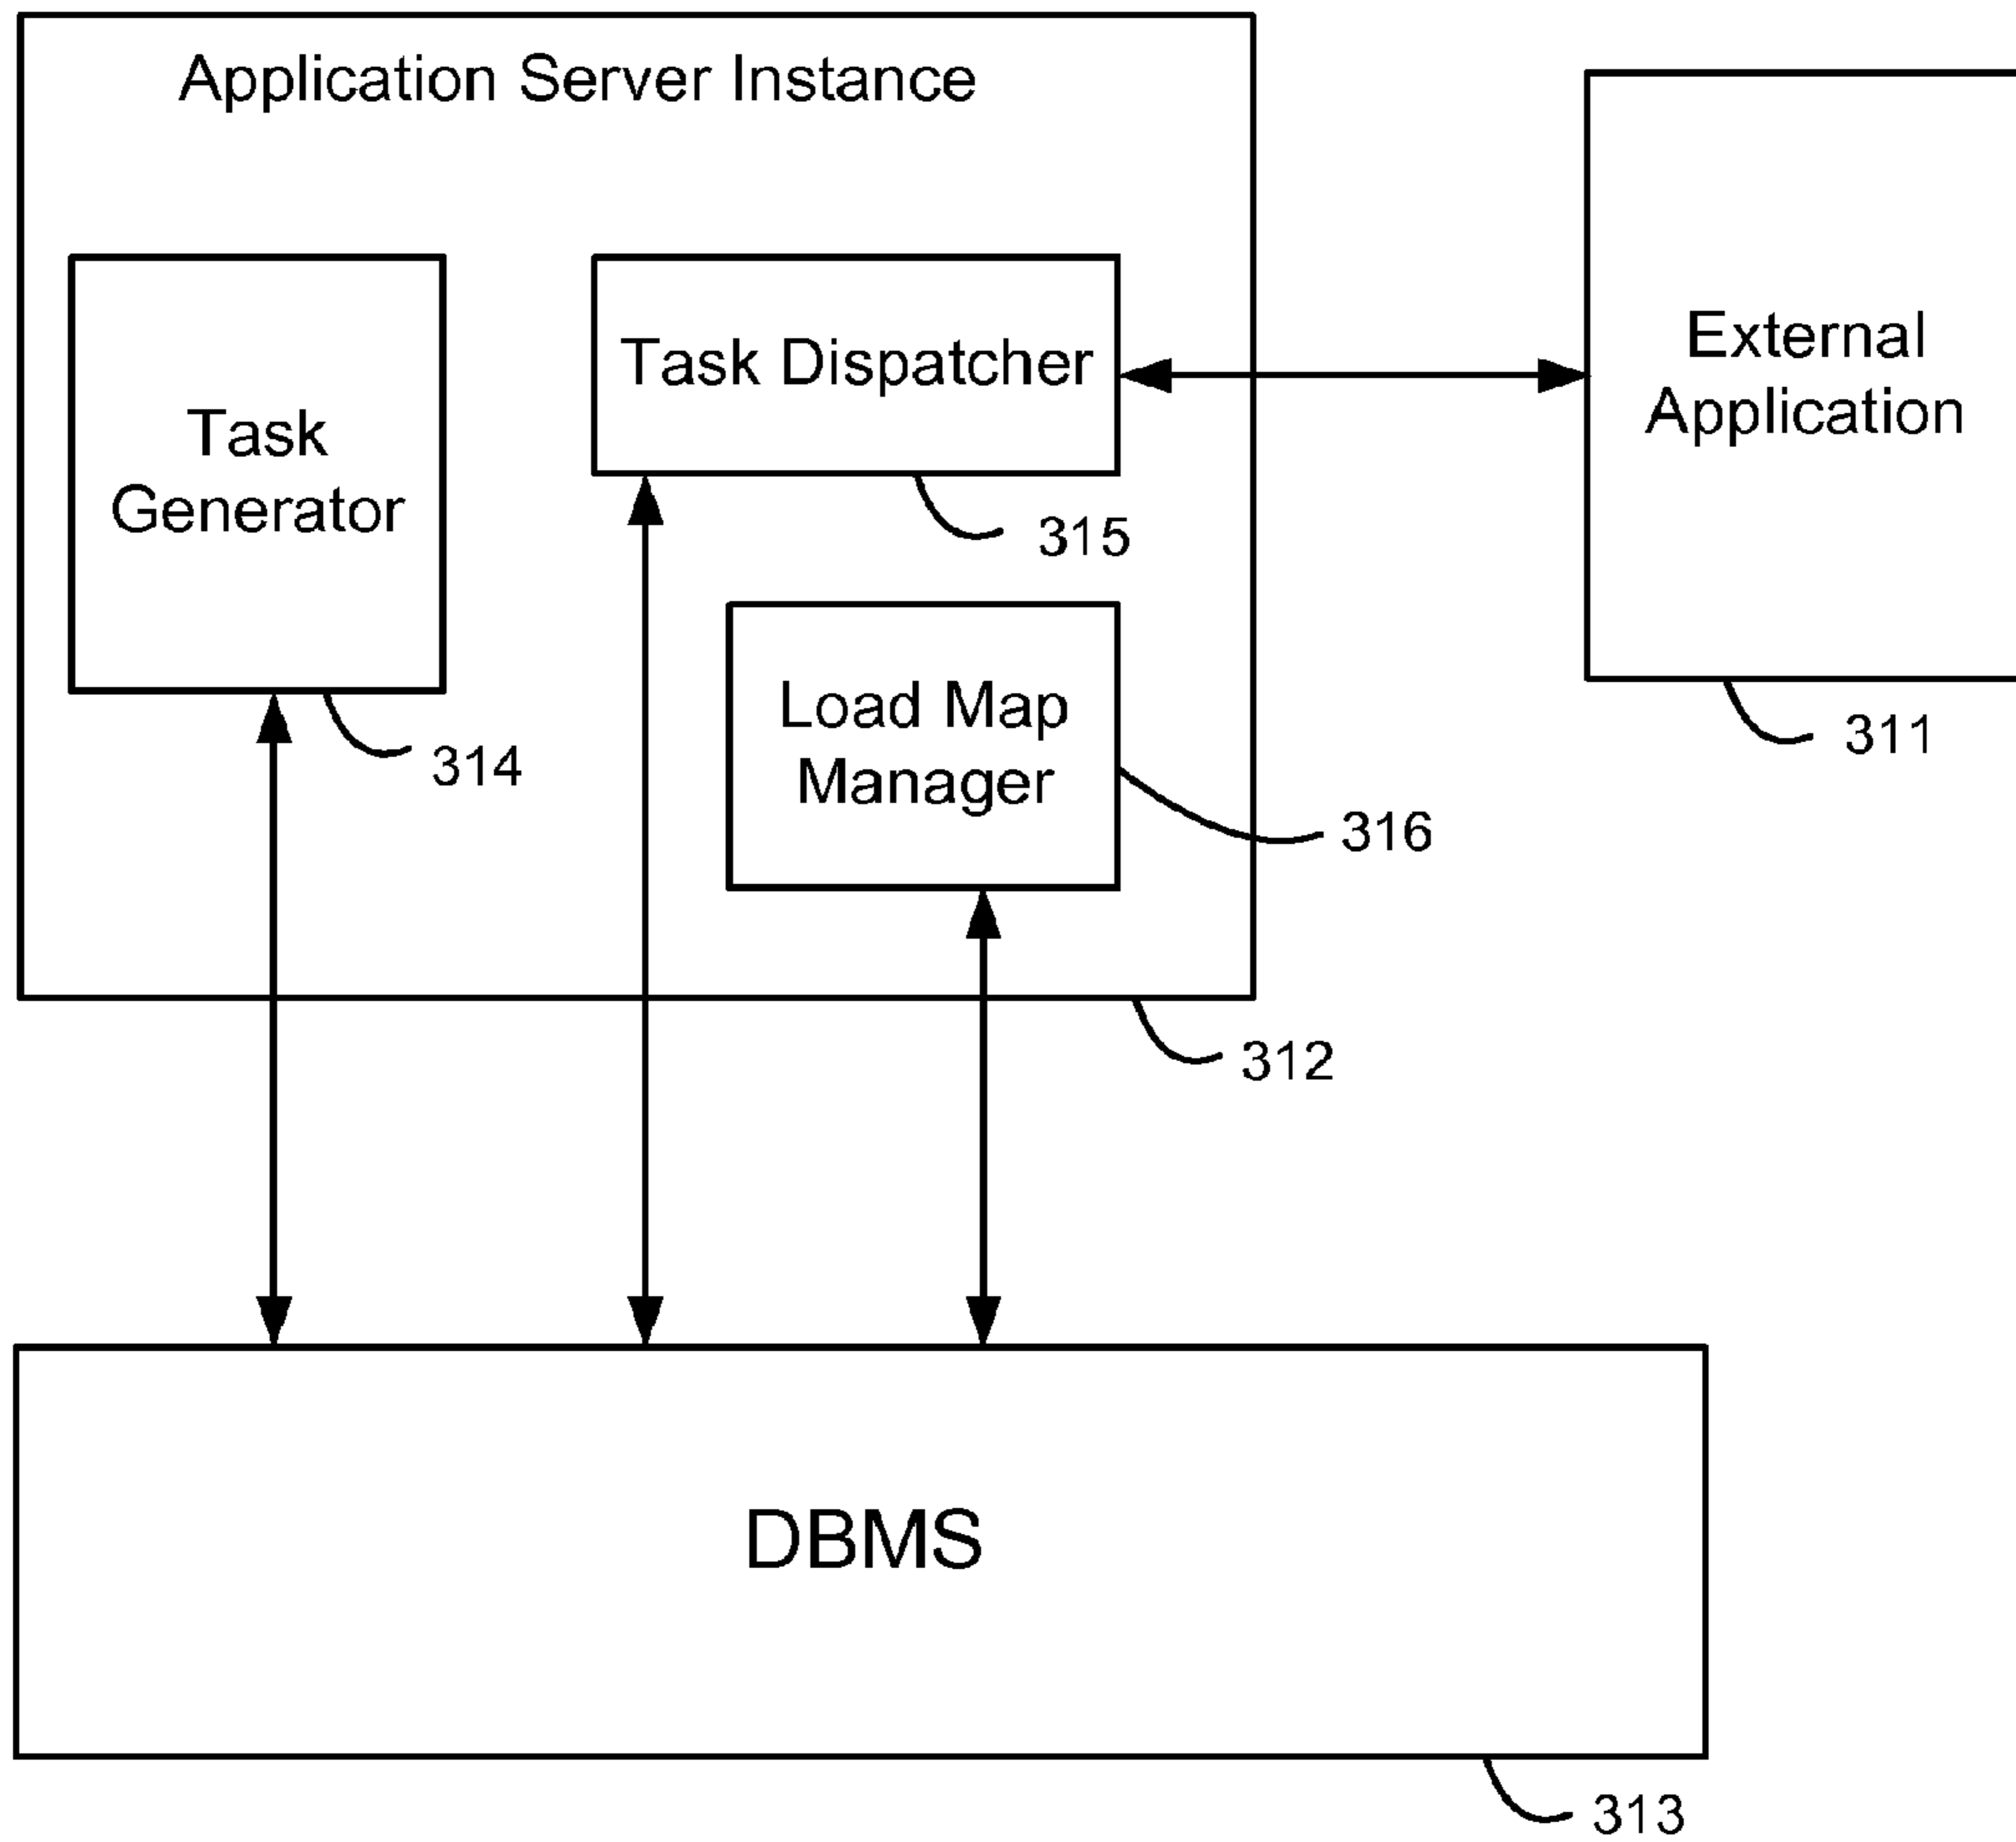 Application Server Instance
Task
Generator
314
Task Dispatcher
315
Load Map
Manager
316
312
External
Application
311
DBMS
313